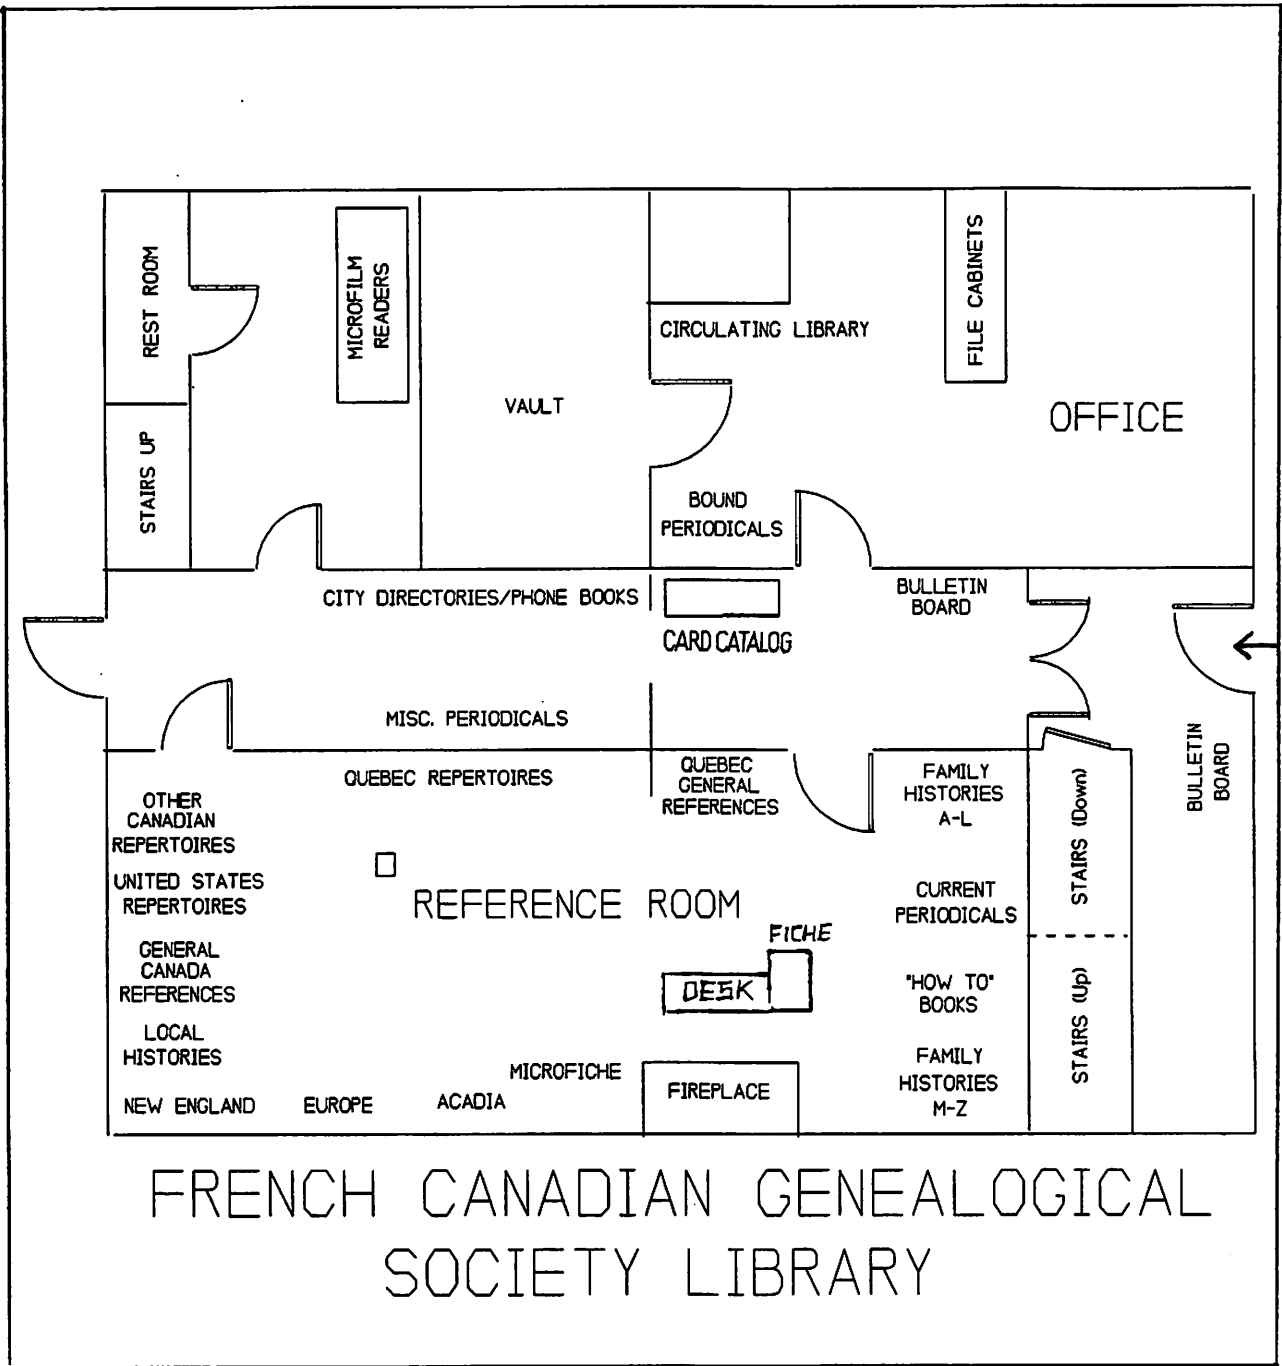 REST ROOM
MICROFILM
READERS
FILE CABINETS
CIRCULATING LIBRARY
VAULT
OFFICE
STAIRS UP
BOUND
PERIODICALS
CITY DIRECTORIES/PHONE BOOKS
CARD CATALOG
BULLETIN
BOARD
MISC. PERIODICALS
BULLETIN
BOARD
QUEBEC REPERTOIRES
QUEBEC
GENERAL
REFERENCES
FAMILY
HISTORIES
A-L
STAIRS (Down)
OTHER
CANADIAN
REPERTOIRES
UNITED STATES
REPERTOIRES
REFERENCE ROOM
CURRENT
PERIODICALS
FICHE
GENERAL
CANADA
REFERENCES
DESK
"HOW TO"
BOOKS
STAIRS (Up)
LOCAL
HISTORIES
MICROFICHE
FIREPLACE
FAMILY
HISTORIES
M-Z
NEW ENGLAND
EUROPE
ACADIA
FRENCH CANADIAN GENEALOGICAL
SOCIETY LIBRARY